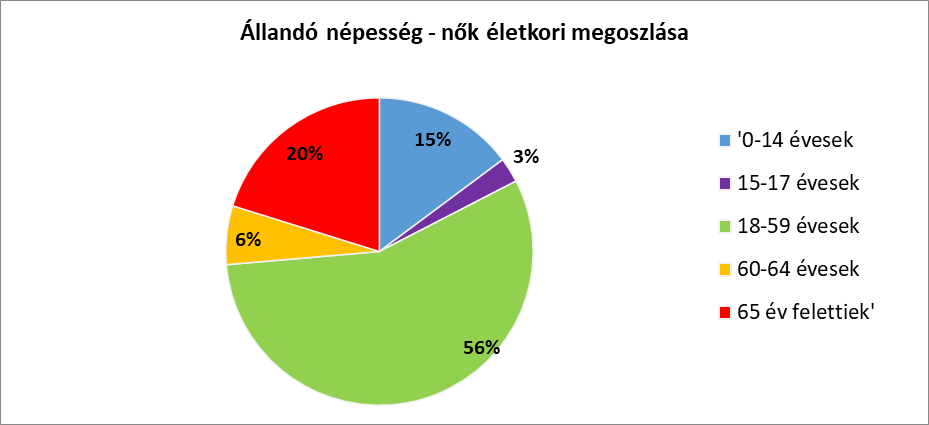 Állandó népesség - nők életkori megoszlása
15%
3%
20%
6%
56%
'0-14 évesek
15-17 évesek
18-59 évesek
60-64 évesek
65 év felettiek'